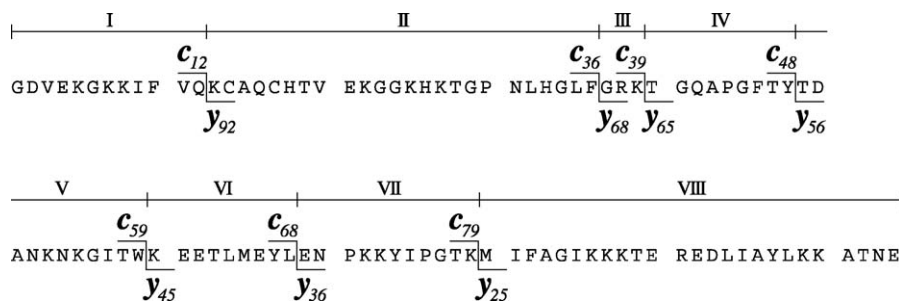 I II III IV
c12 c36 c39 c48
GDVEKGKKIF VQKCAQCHTV EKGGKHKTGP NLHGLFGRKT GQAPGFTYTD
y92 y68 y65 y56
V VI VII VIII
c59 c68 c79
ANKNKGITWK EETLMEYLEN PKKYIPGTKM IFAGIKKKTE REDLIAYLKK ATNE
y45 y36 y25